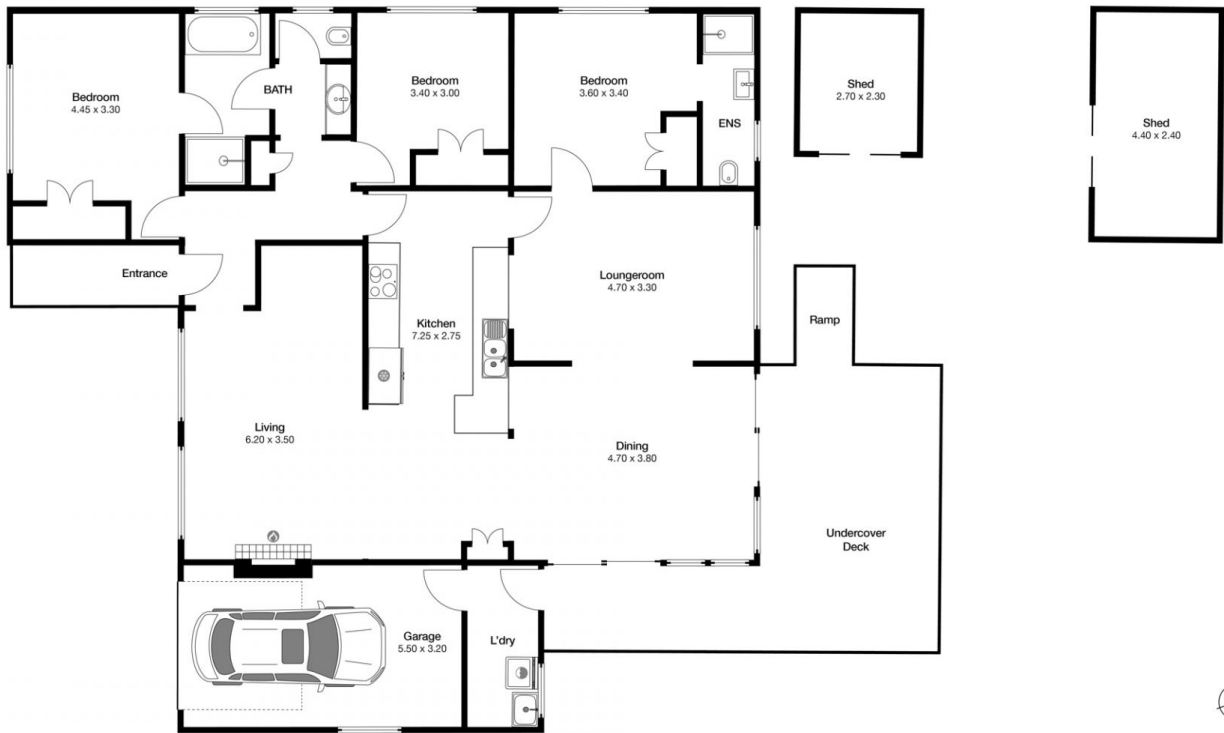 Bedroom
4.45 x 3.30
BATH
Bedroom
3.40 x 3.00
Bedroom
3.60 x 3.40
ENS
Shed
2.70 x 2.30
Shed
4.40 x 2.40
Entrance
Loungeroom
4.70 x 3.30
Kitchen
7.25 x 2.75
Ramp
Living
6.20 x 3.50
Dining
4.70 x 3.80
Undercover
Deck
Garage
5.50 x 3.20
L'dry